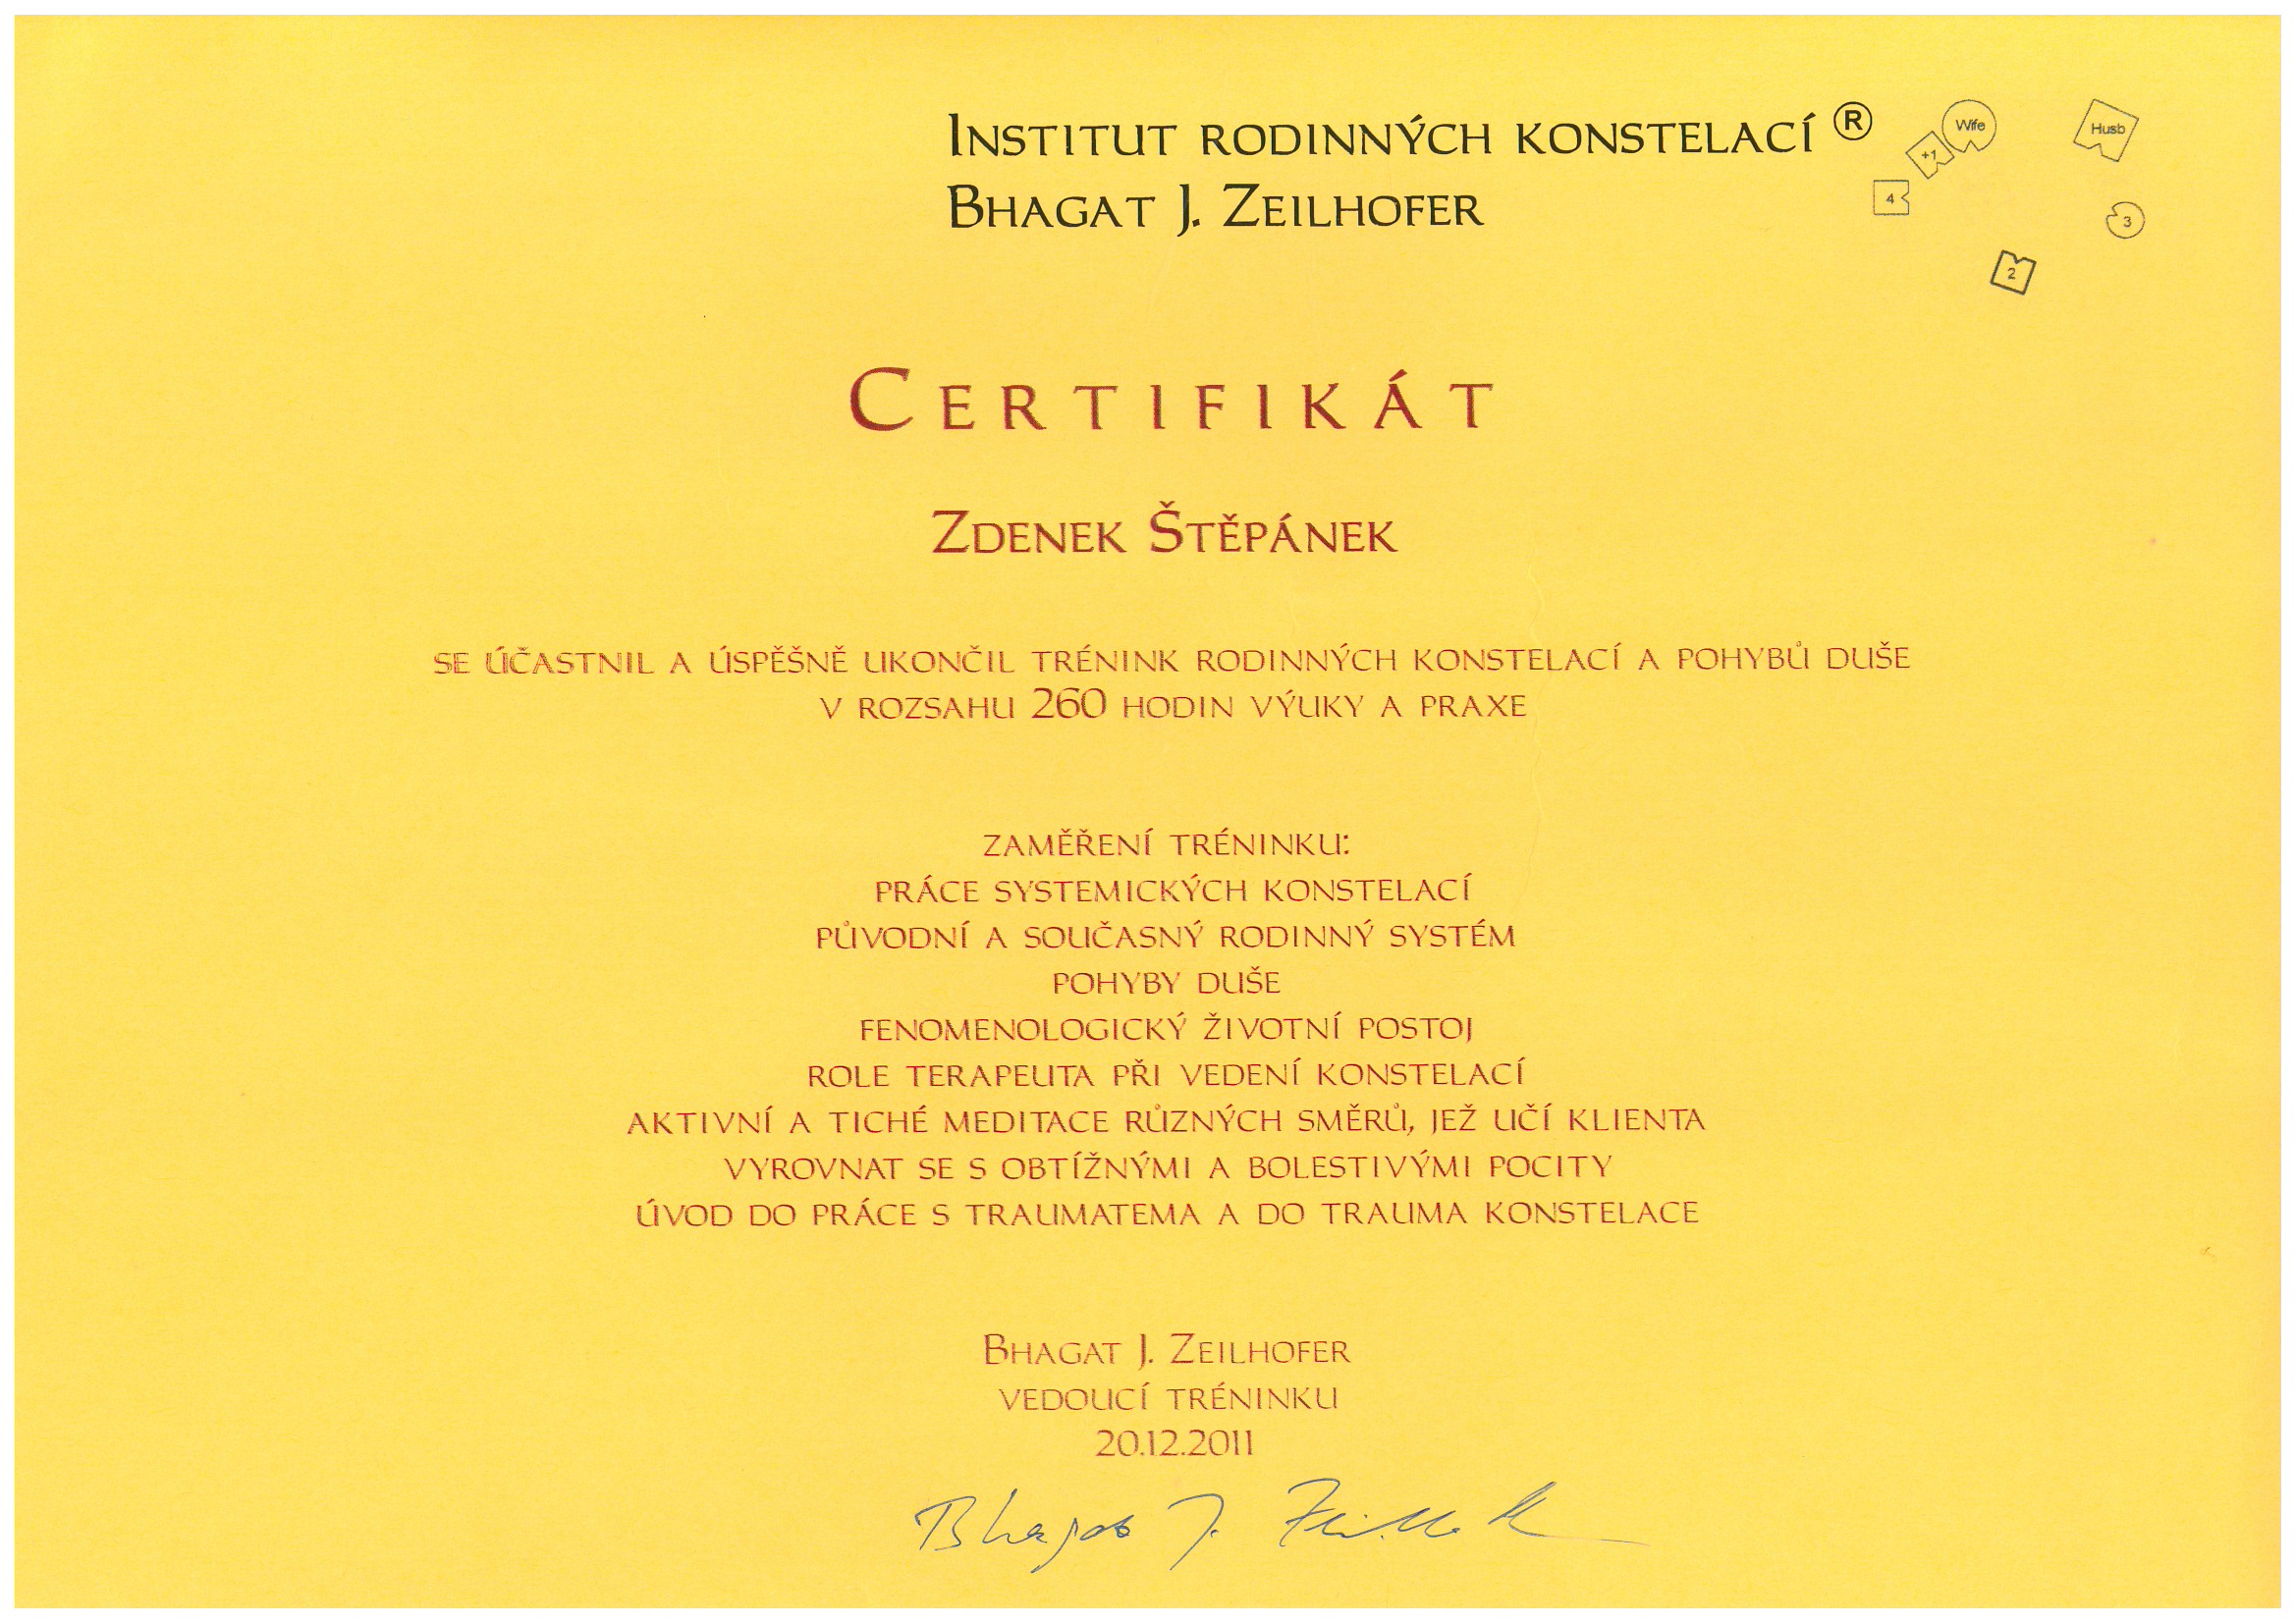 Institut rodinných konstelací ®
Bhagat J. Zeilhofer
Wife
Husb
+1
4
3
2
Certifikát
Zdenek Štěpánek
se účastnil a úspěšně ukončil trénink rodinných konstelací a pohybů duše
v rozsahu 260 hodin výuky a praxe
zaměření tréninku:
práce systemických konstelací
původní a současný rodinný systém
pohyby duše
fenomenologický životní postoj
role terapeuta při vedení konstelací
aktivní a tiché meditace různých směrů, jež učí klienta
vyrovnat se s obtížnými a bolestivými pocity
úvod do práce s traumatema a do trauma konstelace
Bhagat J. Zeilhofer
vedoucí tréninku
20.12.2011
Bhagat J. Zeilhofer